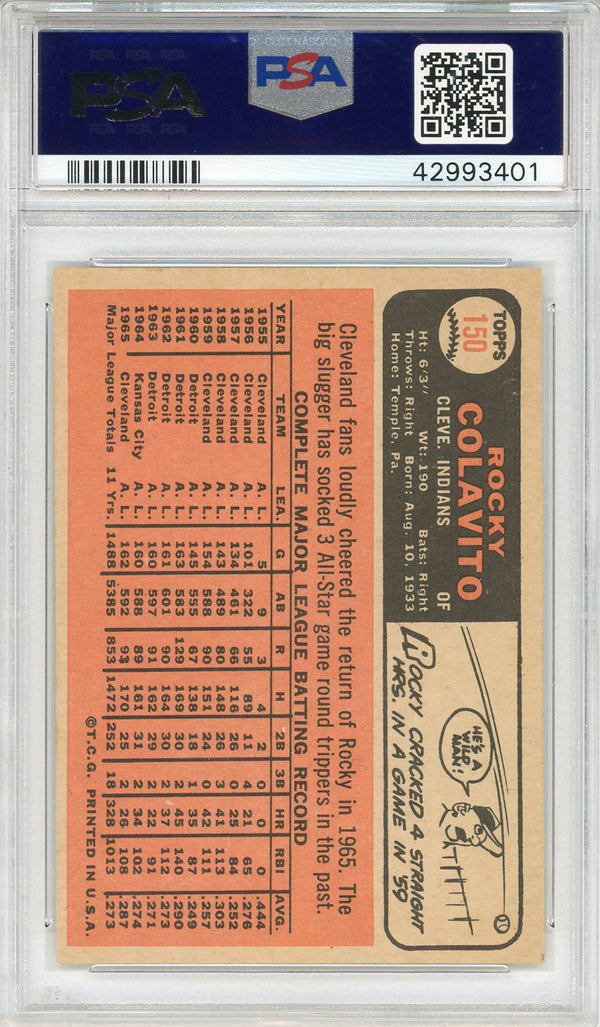 PSA PSA PSA
PSA
PSA PSA PSA
PSA
42993401
TOPPS
150
ROCKY
COLAVITO
CLEVE. INDIANS OF
Ht: 6'3" Wt: 190 Bats: Right
Throws: Right Born: Aug. 10, 1933
Home: Temple, Pa.
HE'S A
WILD
MAN!
ROCKY CRACKED 4 STRAIGHT
HRS. IN A GAME IN '59
Cleveland fans loudly cheered the return of Rocky in 1965. The
big slugger has socked 3 All-Star game round trippers in the past.
COMPLETE MAJOR LEAGUE BATTING RECORD
YEAR TEAM LEA. G AB R H 2B 3B HR RBI AVG.
1955 Cleveland A. L. 5 9 3 4 2 0 0 0 .444
1956 Cleveland A. L. 101 322 55 89 11 4 21 65 .276
1957 Cleveland A. L. 134 461 66 116 26 0 25 84 .252
1958 Cleveland A. L. 143 489 80 148 26 3 41 113 .303
1959 Cleveland A. L. 154 588 90 151 24 0 42 111 .257
1960 Detroit A. L. 145 555 67 138 18 1 35 87 .249
1961 Detroit A. L. 163 583 129 169 30 2 45 140 .290
1962 Detroit A. L. 161 601 90 164 30 2 37 112 .273
1963 Detroit A. L. 160 597 91 162 29 2 22 91 .271
1964 Kansas City A. L. 160 588 89 161 31 2 34 102 .274
1965 Cleveland A. L. 162 592 93 170 25 2 26 108 .287
Major League Totals 11 Yrs. 1488 5385 853 1472 252 18 328 1013 .273
©T.C.G. PRINTED IN U.S.A.